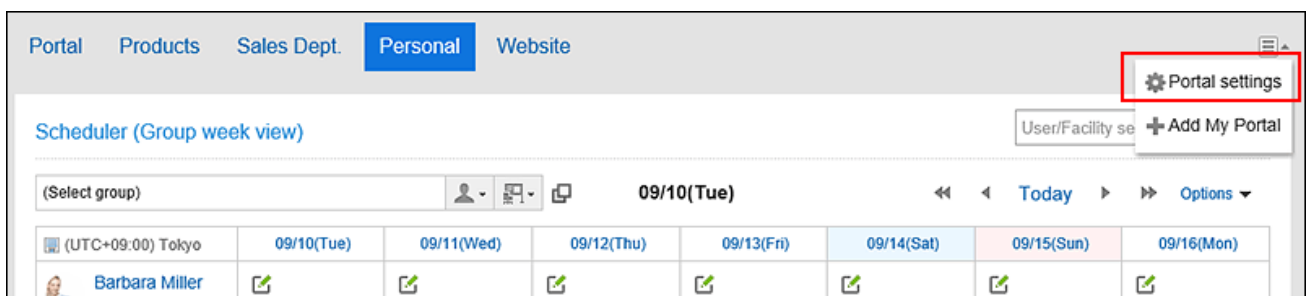 Portal Products Sales Dept. Personal Website
Portal settings
Add My Portal
Scheduler (Group week view) User/Facility se
(Select group) 09/10(Tue) Today Options
(UTC+09:00) Tokyo 09/10(Tue) 09/11(Wed) 09/12(Thu) 09/13(Fri) 09/14(Sat) 09/15(Sun) 09/16(Mon)
Barbara Miller